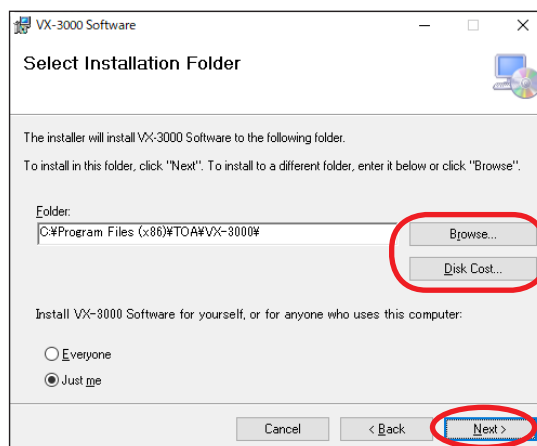 VX-3000 Software
Select Installation Folder
The installer will install VX-3000 Software to the following folder.
To install in this folder, click "Next". To install to a different folder, enter it below or click "Browse".
Folder:
C:¥Program Files (x86)¥TOA¥VX-3000¥
Browse...
Disk Cost...
Install VX-3000 Software for yourself, or for anyone who uses this computer:
Everyone
Just me
Cancel
< Back
Next >